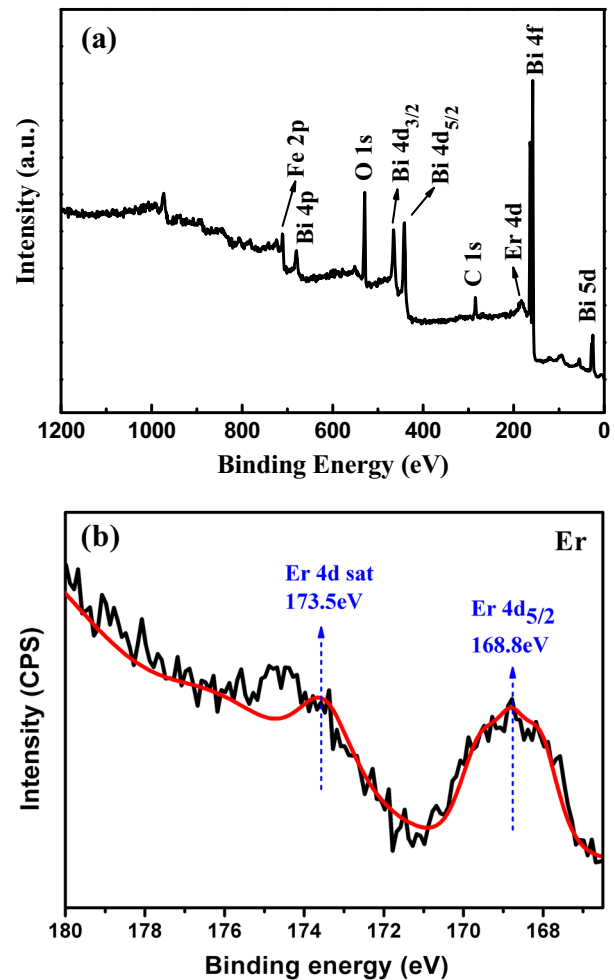 (a)
Intensity (a.u.)
Fe 2p
Bi 4p
O 1s
Bi 4d3/2
Bi 4d5/2
C 1s
Er 4d
Bi 4f
Bi 5d
1200 1000 800 600 400 200 0
Binding Energy (eV)
(b)
Er
Er 4d sat
173.5eV
Er 4d5/2
168.8eV
Intensity (CPS)
180 178 176 174 172 170 168
Binding energy (eV)